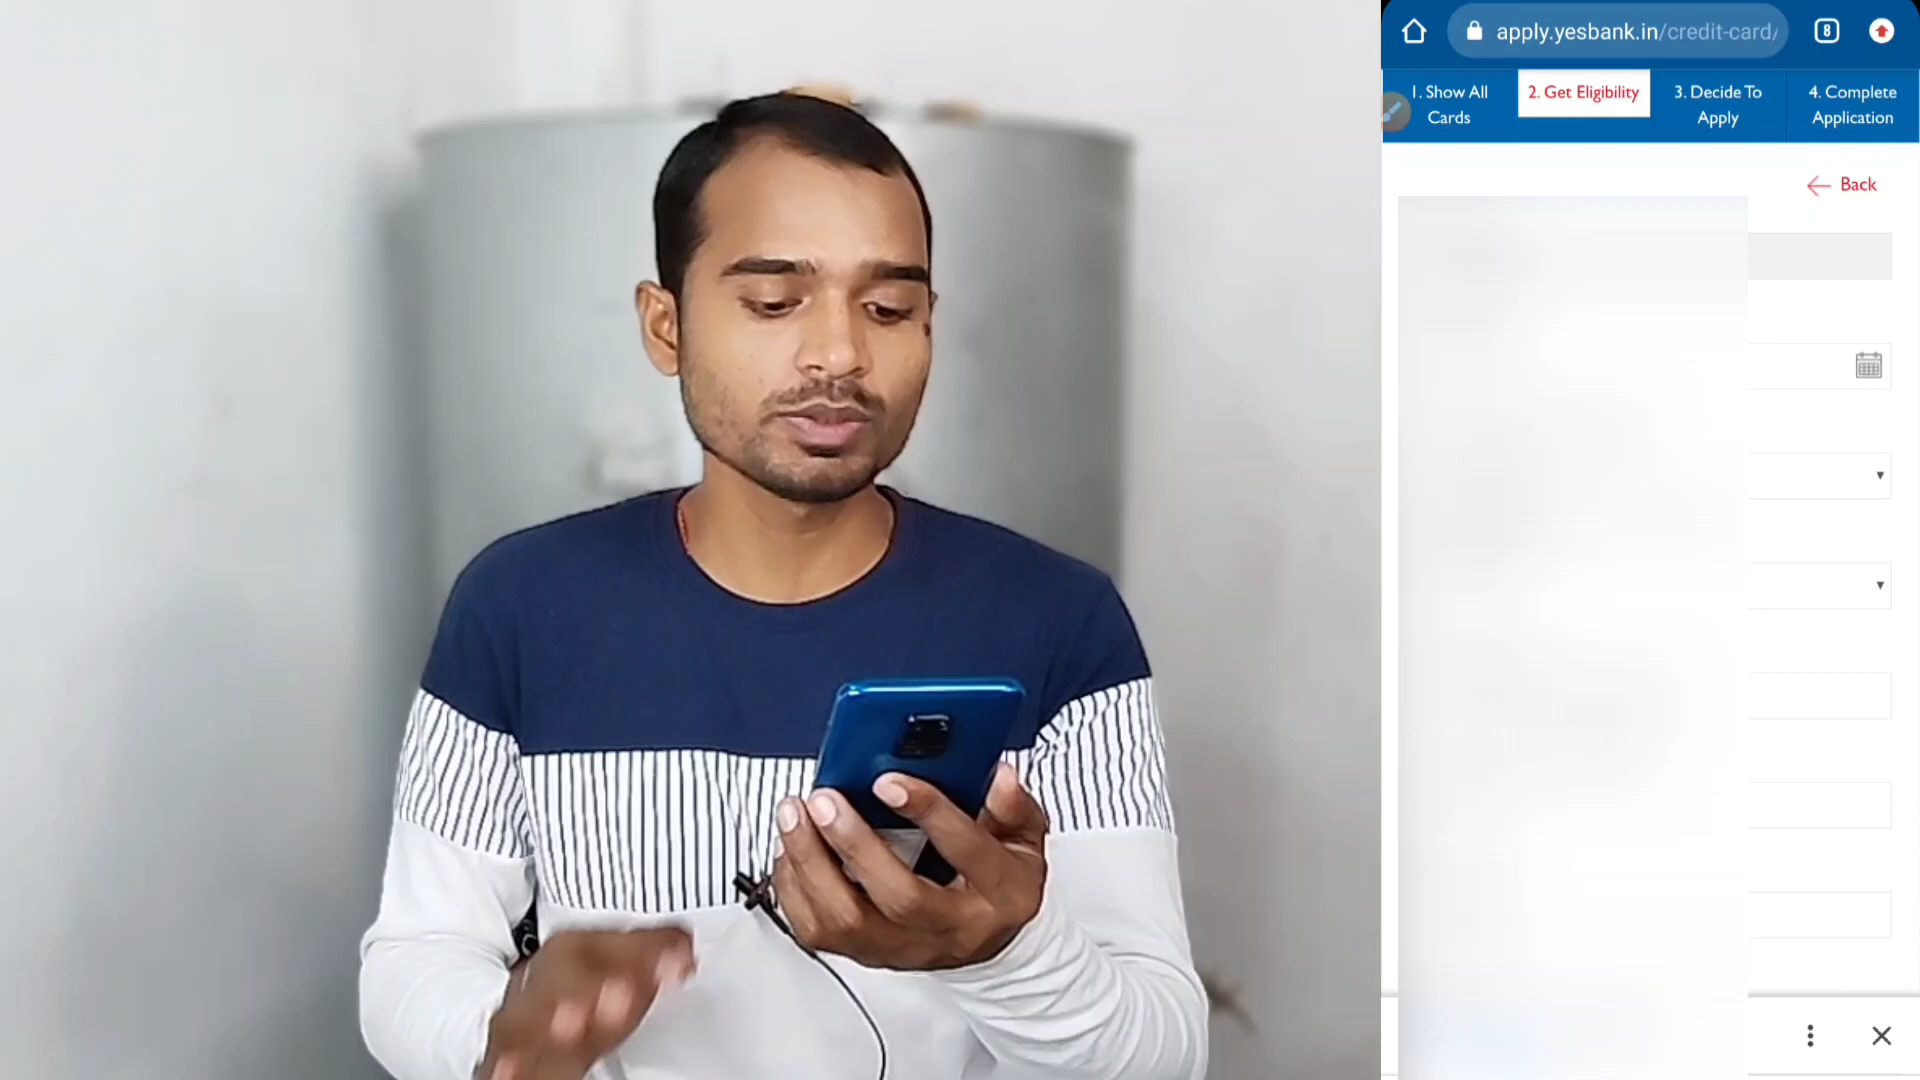 apply.yesbank.in/credit-card/
8
1. Show All
Cards
2. Get Eligibility
3. Decide To
Apply
4. Complete
Application
Back